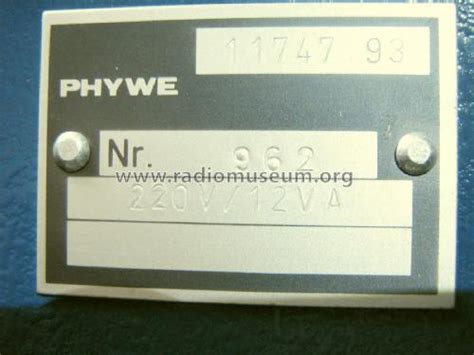 11747 93
PHYWE
Nr. 962
www.radiomuseum.org
220V/12VA